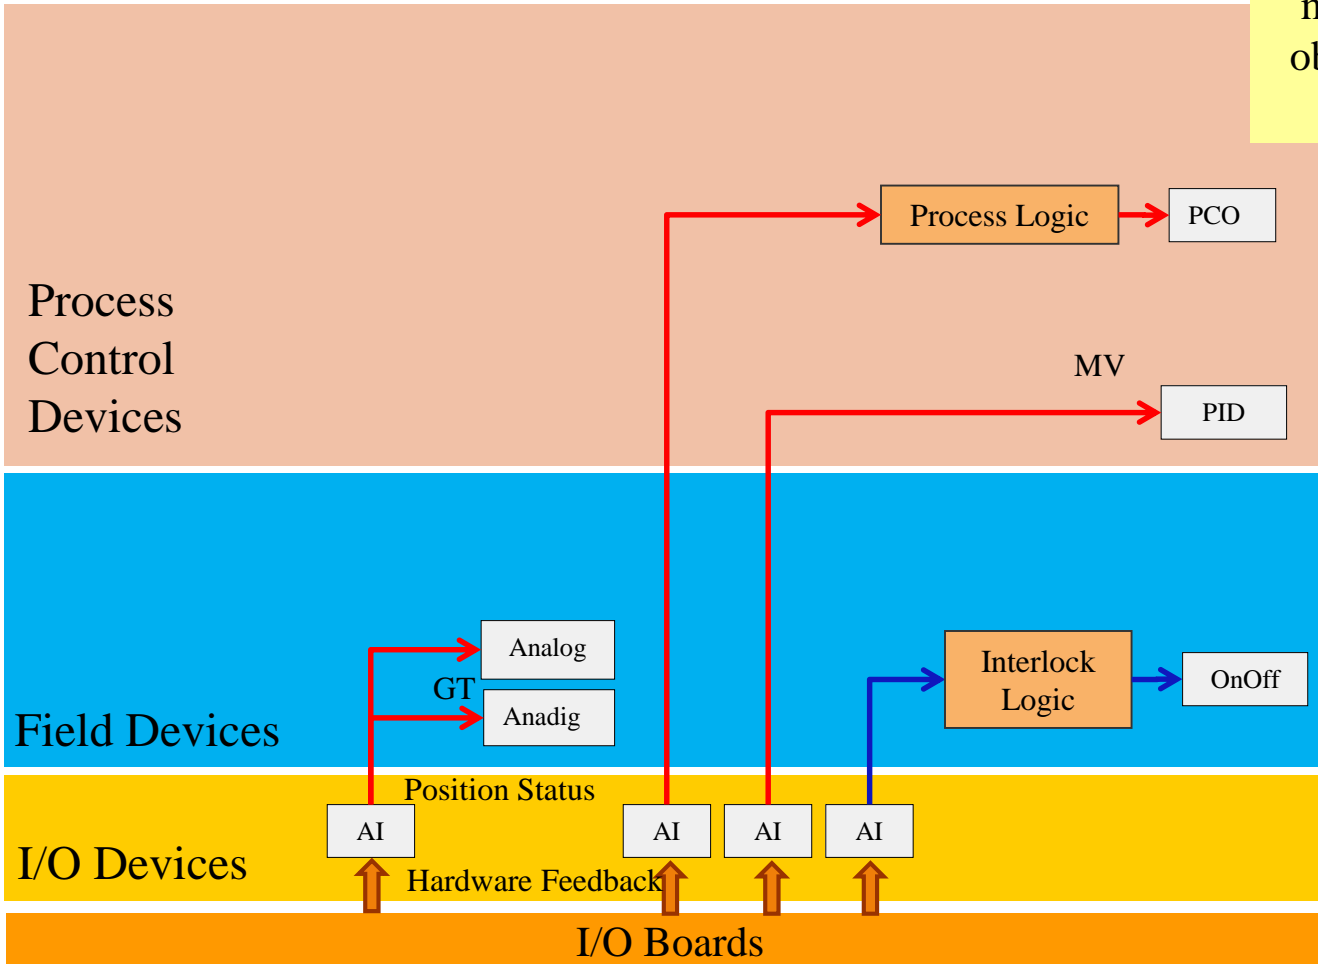 Process Logic
PCO
Process
Control
Devices
MV
PID
Analog
GT
Anadig
Interlock
Logic
OnOff
Field Devices
Position Status
AI
AI
AI
AI
I/O Devices
Hardware Feedback
I/O Boards